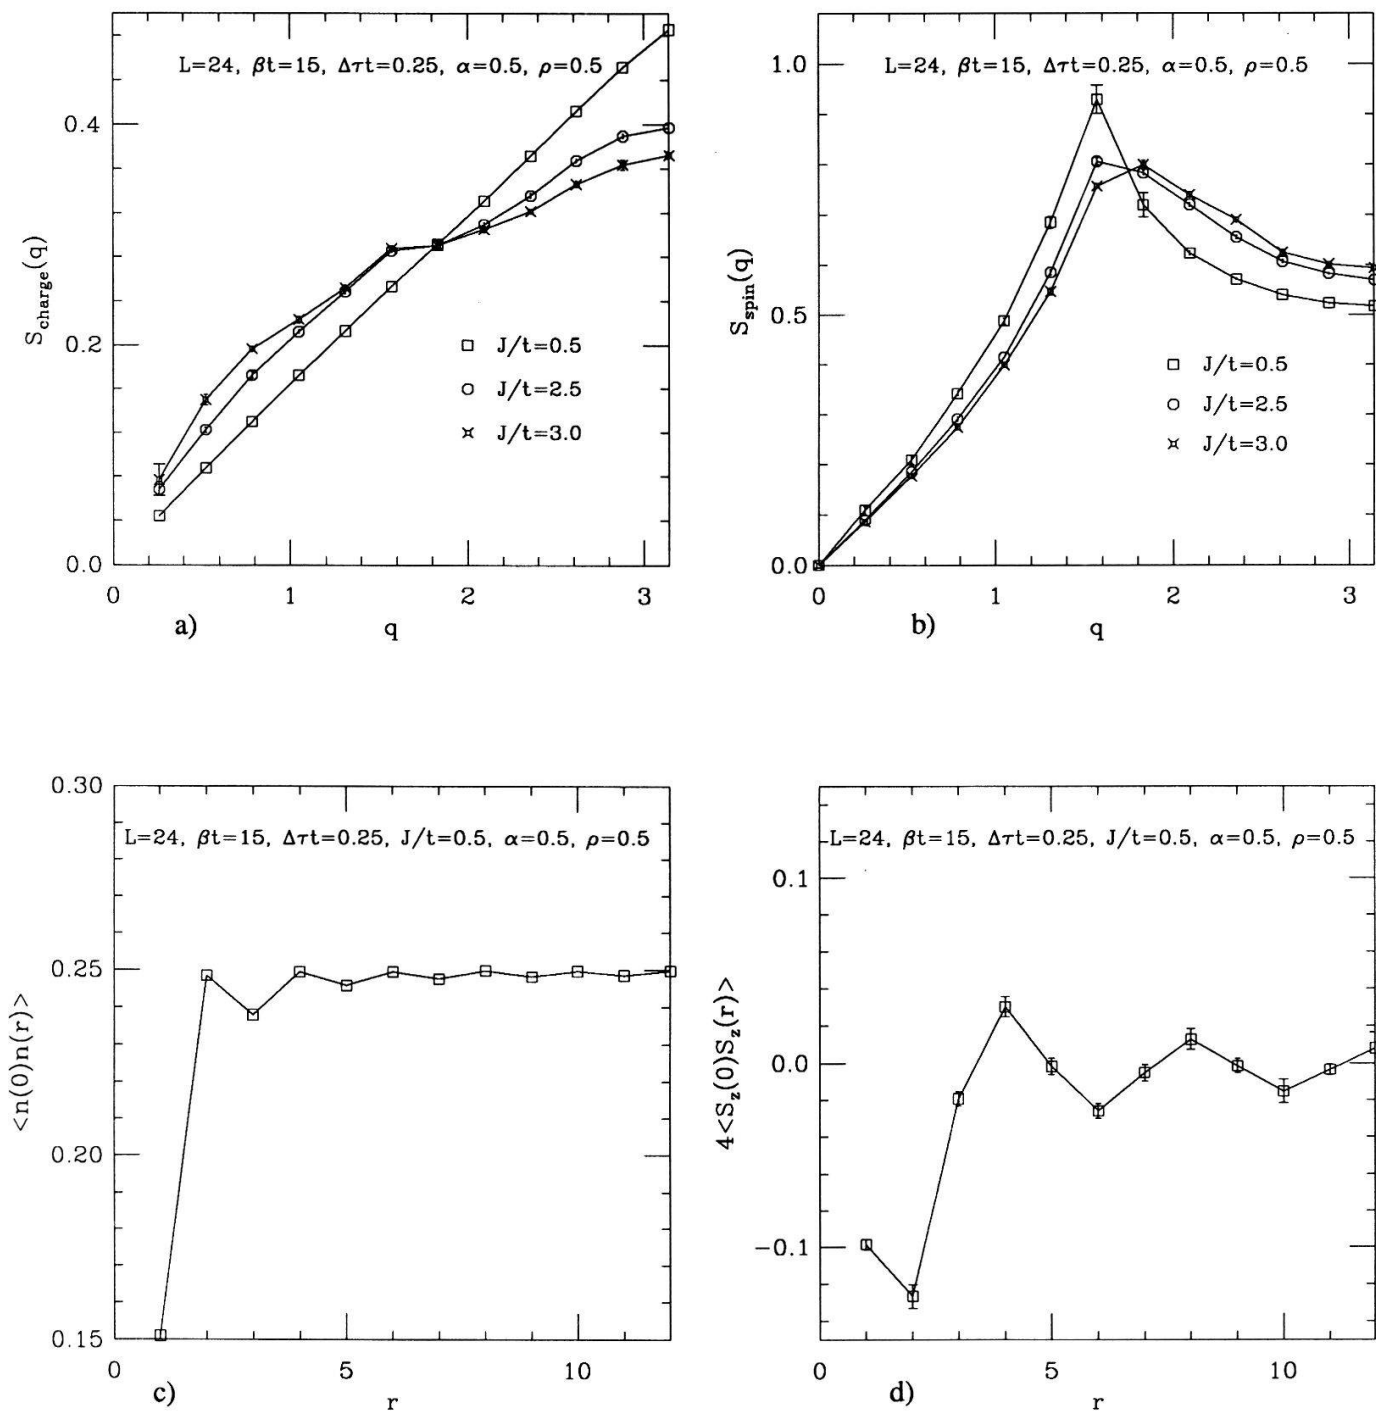 L=24, βt=15, Δτt=0.25, α=0.5, ρ=0.5
S_charge(q)
0.4
0.2
0.0
J/t=0.5
J/t=2.5
J/t=3.0
0 1 2 3
a) q
L=24, βt=15, Δτt=0.25, α=0.5, ρ=0.5
S_spin(q)
1.0
0.5
0.0
J/t=0.5
J/t=2.5
J/t=3.0
0 1 2 3
b) q
L=24, βt=15, Δτt=0.25, J/t=0.5, α=0.5, ρ=0.5
<n(0)n(r)>
0.30
0.25
0.20
0.15
0 5 10
c) r
L=24, βt=15, Δτt=0.25, J/t=0.5, α=0.5, ρ=0.5
4<S_z(0)S_z(r)>
0.1
0.0
−0.1
0 5 10
d) r